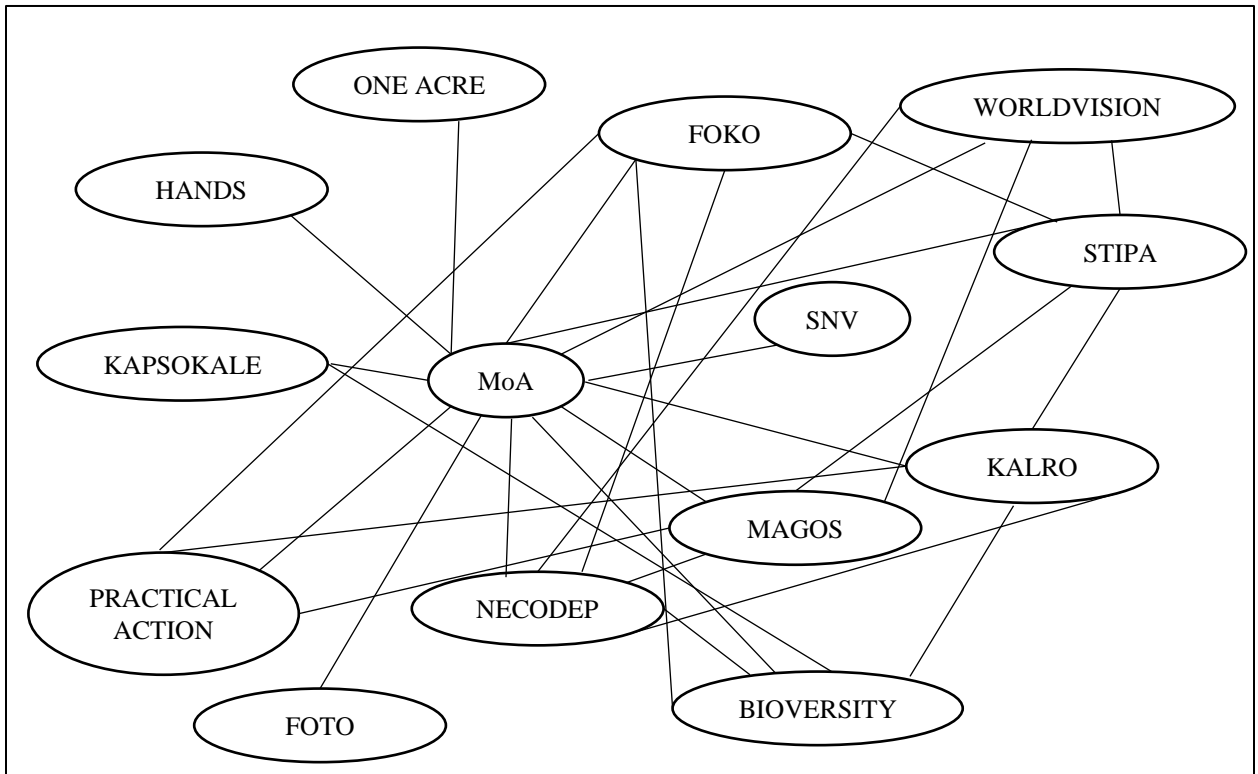 ONE ACRE
FOKO
WORLDVISION
HANDS
STIPA
SNV
KAPSOKALE
MoA
KALRO
MAGOS
PRACTICAL
ACTION
NECODEP
BIOVERSITY
FOTO